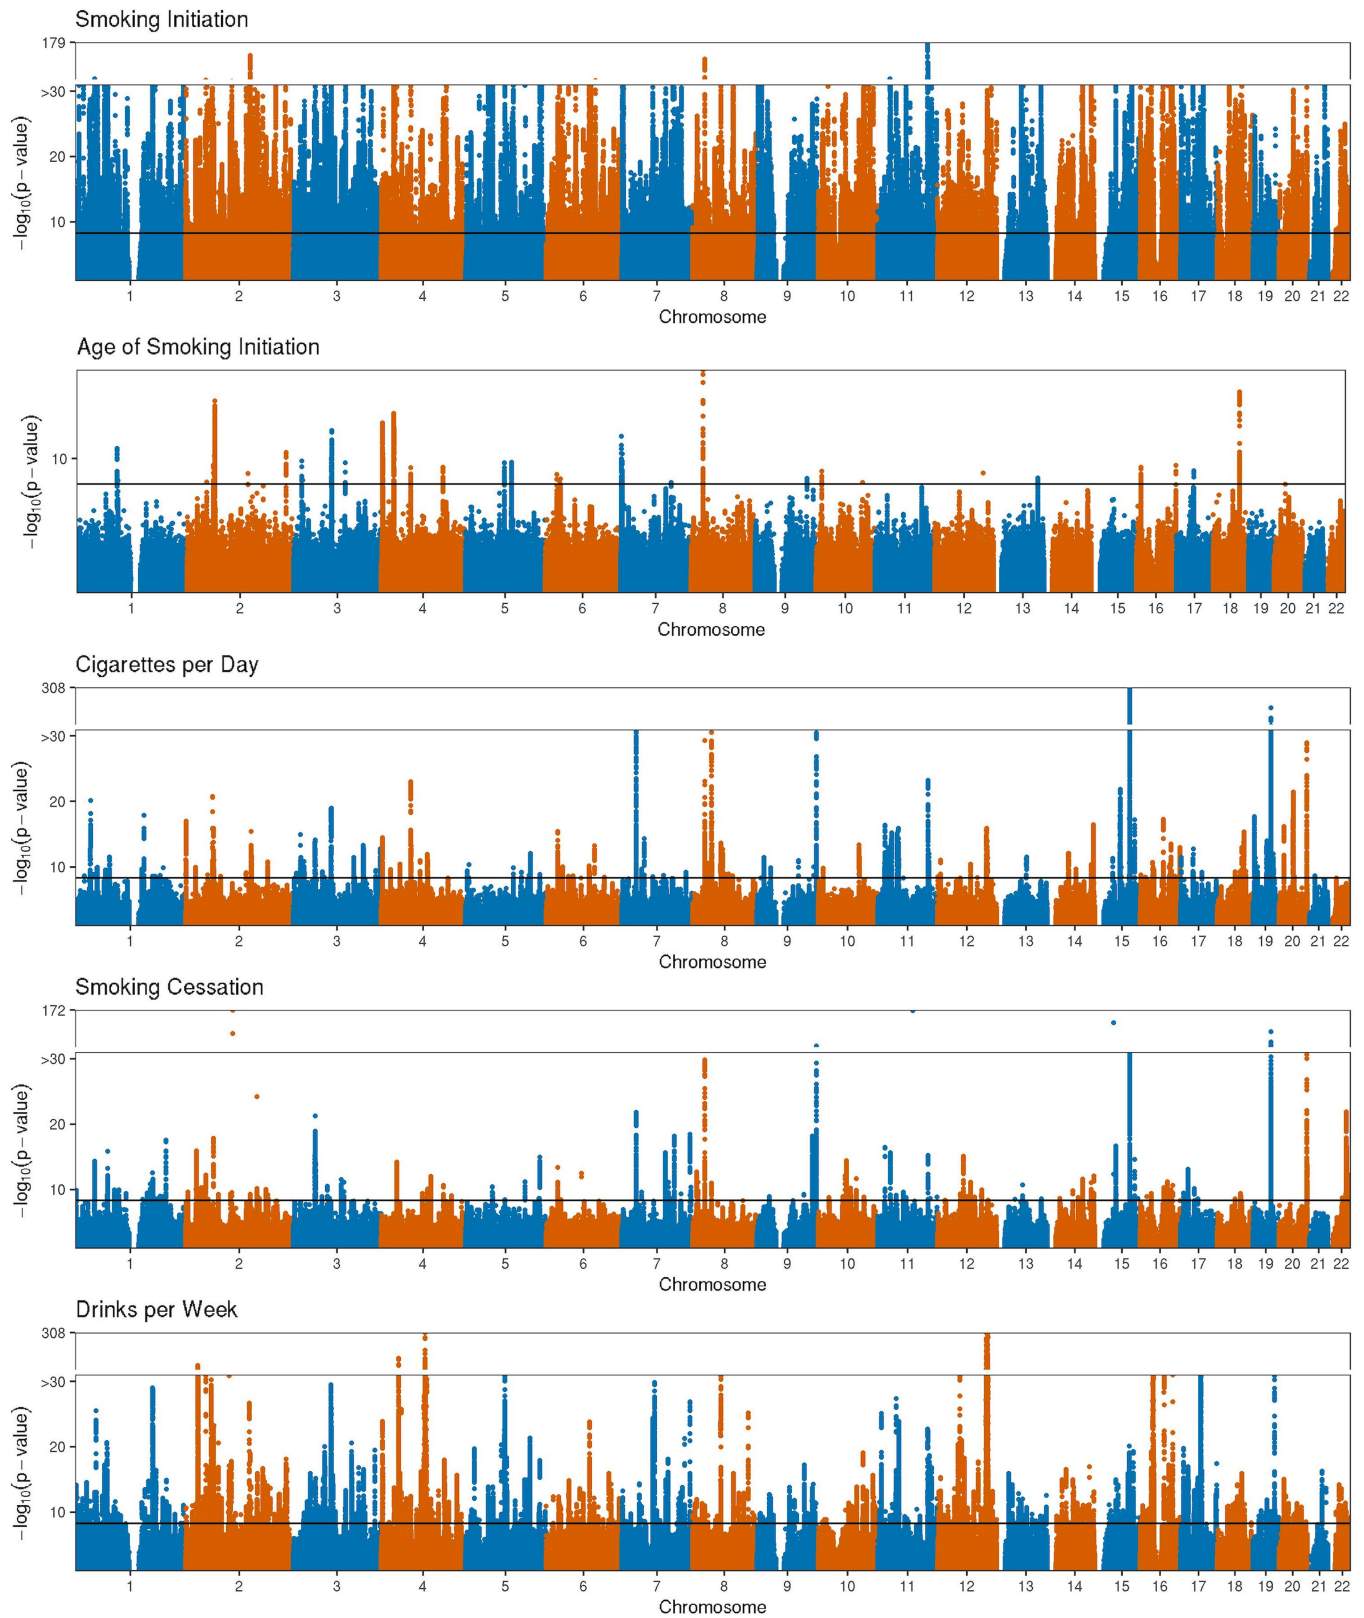 Smoking Initiation
179
>30
20
10
−log10(p−value)
1 2 3 4 5 6 7 8 9 10 11 12 13 14 15 16 17 18 19 20 21 22
Chromosome
Age of Smoking Initiation
10
−log10(p−value)
1 2 3 4 5 6 7 8 9 10 11 12 13 14 15 16 17 18 19 20 21 22
Chromosome
Cigarettes per Day
308
>30
20
10
−log10(p−value)
1 2 3 4 5 6 7 8 9 10 11 12 13 14 15 16 17 18 19 20 21 22
Chromosome
Smoking Cessation
172
>30
20
10
−log10(p−value)
1 2 3 4 5 6 7 8 9 10 11 12 13 14 15 16 17 18 19 20 21 22
Chromosome
Drinks per Week
308
>30
20
10
−log10(p−value)
1 2 3 4 5 6 7 8 9 10 11 12 13 14 15 16 17 18 19 20 21 22
Chromosome